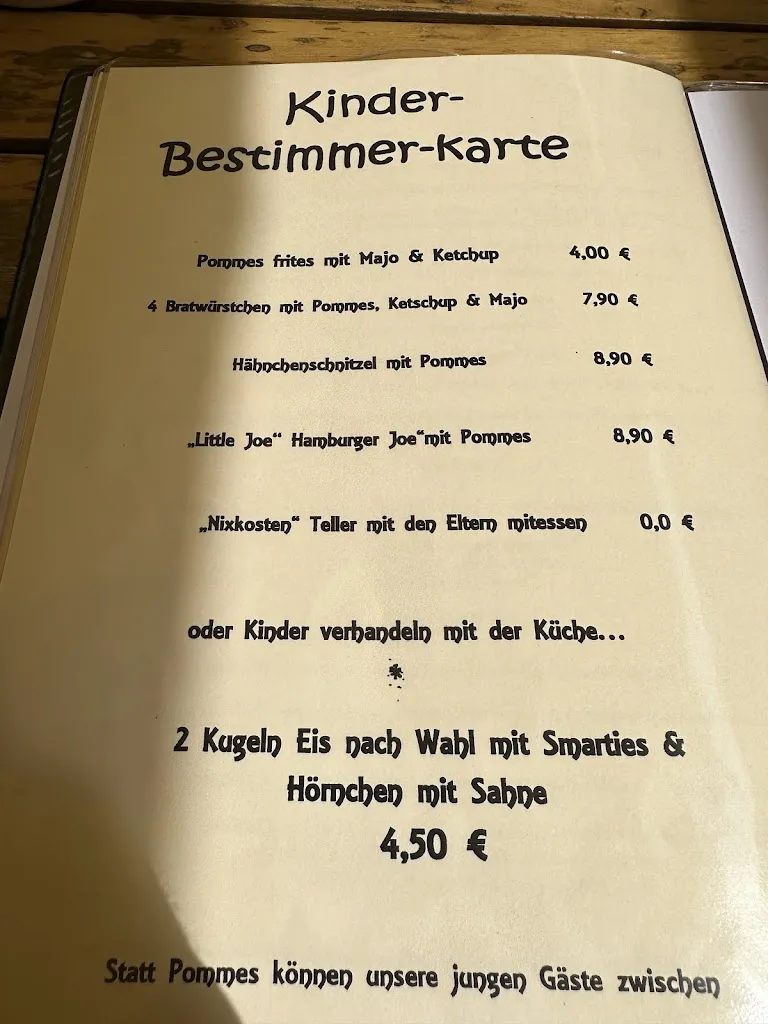 Kinder-
Bestimmer-Karte
Pommes frites mit Majo & Ketchup 4,00 €
4 Bratwürstchen mit Pommes, Ketschup & Majo 7,90 €
Hähnchenschnitzel mit Pommes 8,90 €
„Little Joe“ Hamburger Joe“mit Pommes 8,90 €
„Nixkosten“ Teller mit den Eltern mitessen 0,0 €
oder Kinder verhandeln mit der Küche...
*
2 Kugeln Eis nach Wahl mit Smarties &
Hörnchen mit Sahne
4,50 €
Statt Pommes können unsere jungen Gäste zwischen